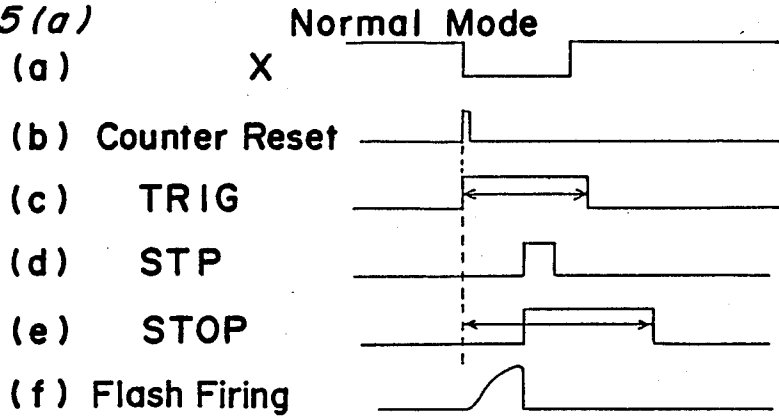 5(a) Normal Mode
(a) X
(b) Counter Reset
(c) TRIG
(d) STP
(e) STOP
(f) Flash Firing